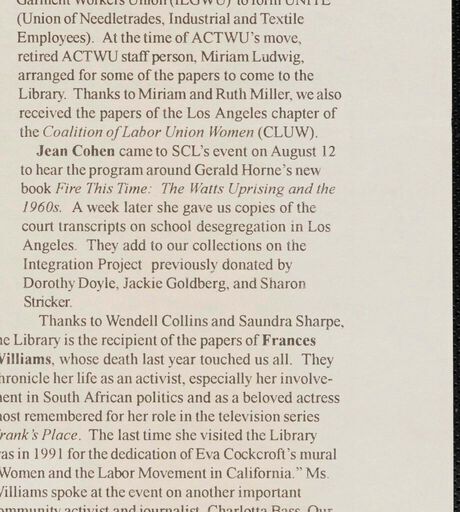 Garment Workers Union (ILGWU) to form UNITE
(Union of Needletrades, Industrial and Textile
Employees). At the time of ACTWU's move,
retired ACTWU staff person, Miriam Ludwig,
arranged for some of the papers to come to the
Library. Thanks to Miriam and Ruth Miller, we also
received the papers of the Los Angeles chapter of
the Coalition of Labor Union Women (CLUW).
Jean Cohen came to SCL's event on August 12
to hear the program around Gerald Horne's new
book Fire This Time: The Watts Uprising and the
1960s. A week later she gave us copies of the
court transcripts on school desegregation in Los
Angeles. They add to our collections on the
Integration Project previously donated by
Dorothy Doyle, Jackie Goldberg, and Sharon
Stricker.
Thanks to Wendell Collins and Saundra Sharpe,
he Library is the recipient of the papers of Frances
Villiams, whose death last year touched us all. They
hronicle her life as an activist, especially her involve-
ent in South African politics and as a beloved actress
ost remembered for her role in the television series
rank's Place. The last time she visited the Library
as in 1991 for the dedication of Eva Cockcroft's mural
Women and the Labor Movement in California." Ms.
illiams spoke at the event on another important
ommunity activist and journalist, Charlotta Bass. Our